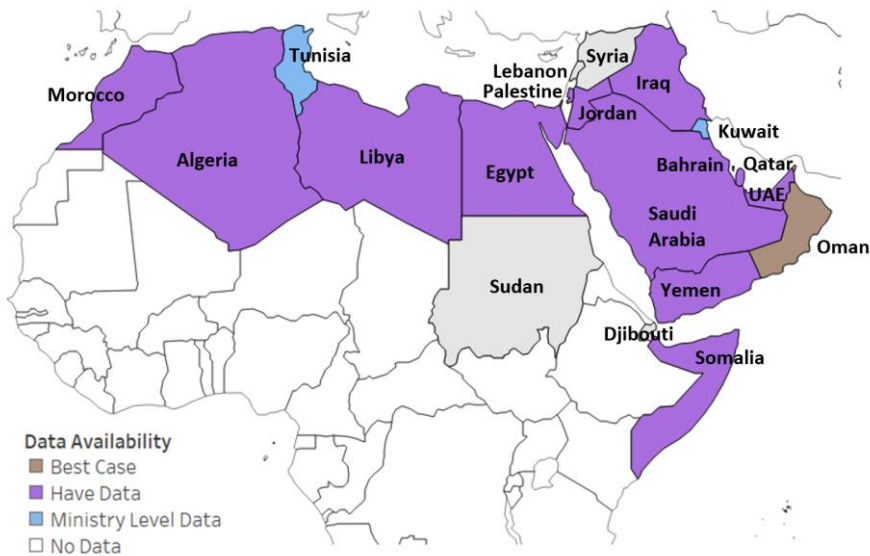 Tunisia
Syria
Lebanon
Palestine
Iraq
Morocco
Jordan
Kuwait
Algeria
Libya
Egypt
Bahrain
Qatar
UAE
Saudi
Arabia
Oman
Sudan
Yemen
Djibouti
Somalia
Data Availability
Best Case
Have Data
Ministry Level Data
No Data